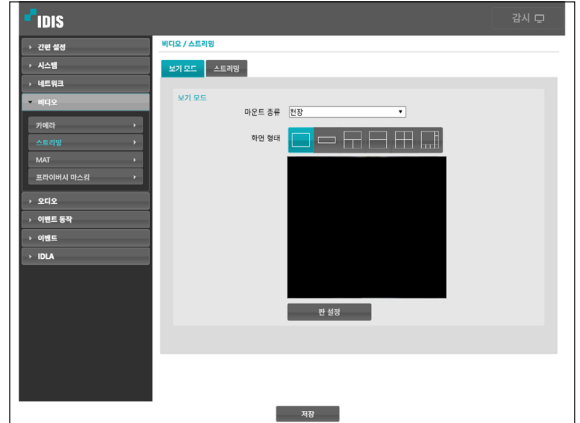 IDIS
감시
간편 설정
시스템
네트워크
비디오
카메라
스트리밍
MAT
프라이버시 마스킹
오디오
이벤트 동작
이벤트
IDLA
비디오 / 스트리밍
보기 모드
스트리밍
보기 모드
마운트 종류
천장
화면 형태
판 설정
저장